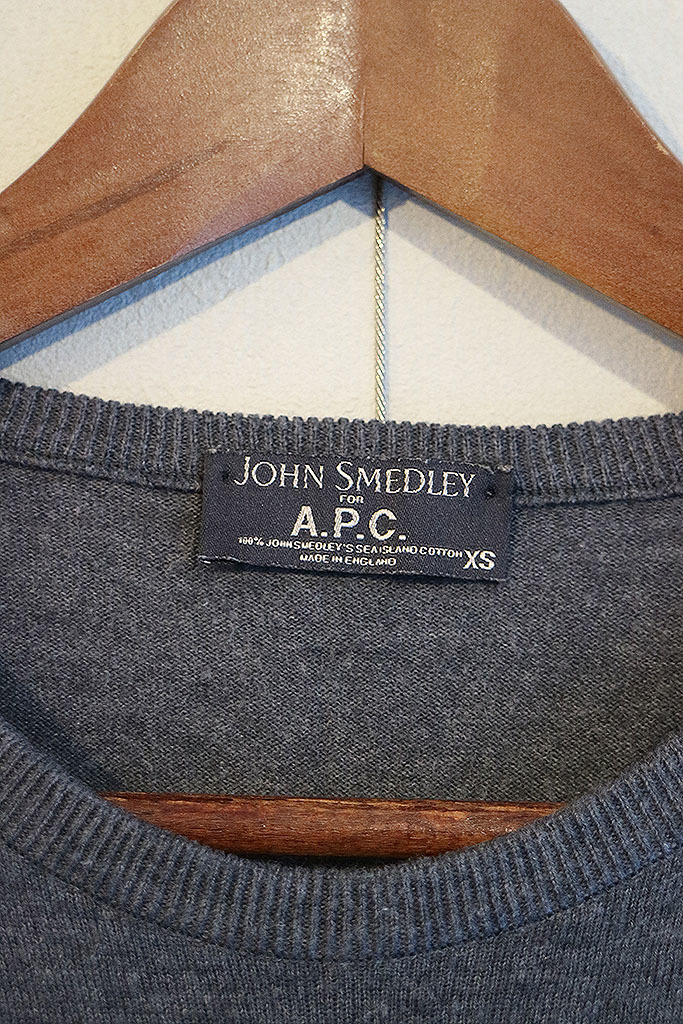 JOHN SMEDLEY
FOR
A.P.C.
100% JOHN SMEDLEY'S SEA ISLAND COTTON XS
MADE IN ENGLAND